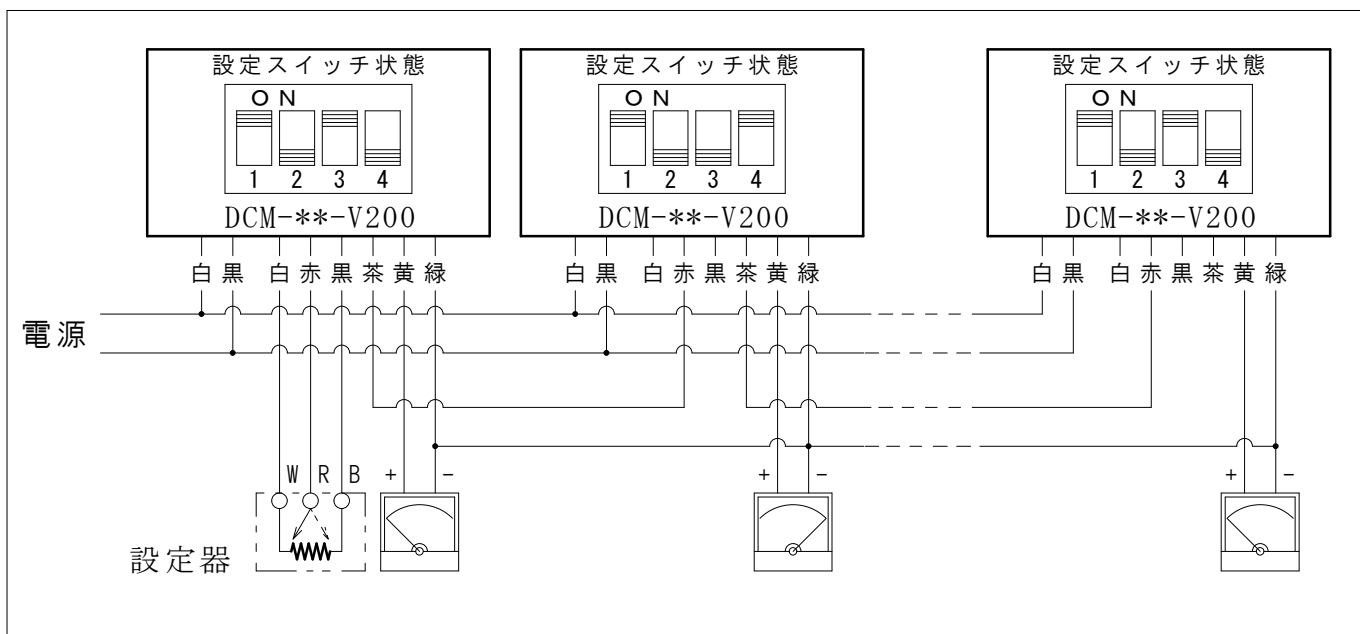 設定スイッチ状態 設定スイッチ状態 設定スイッチ状態
ON ON ON
1 2 3 4 1 2 3 4 1 2 3 4
DCM-**-V200 DCM-**-V200 DCM-**-V200
白 黒 白 赤 黒 茶 黄 緑 白 黒 白 赤 黒 茶 黄 緑 白 黒 白 赤 黒 茶 黄 緑
電源
W R B + - + - + -
設定器